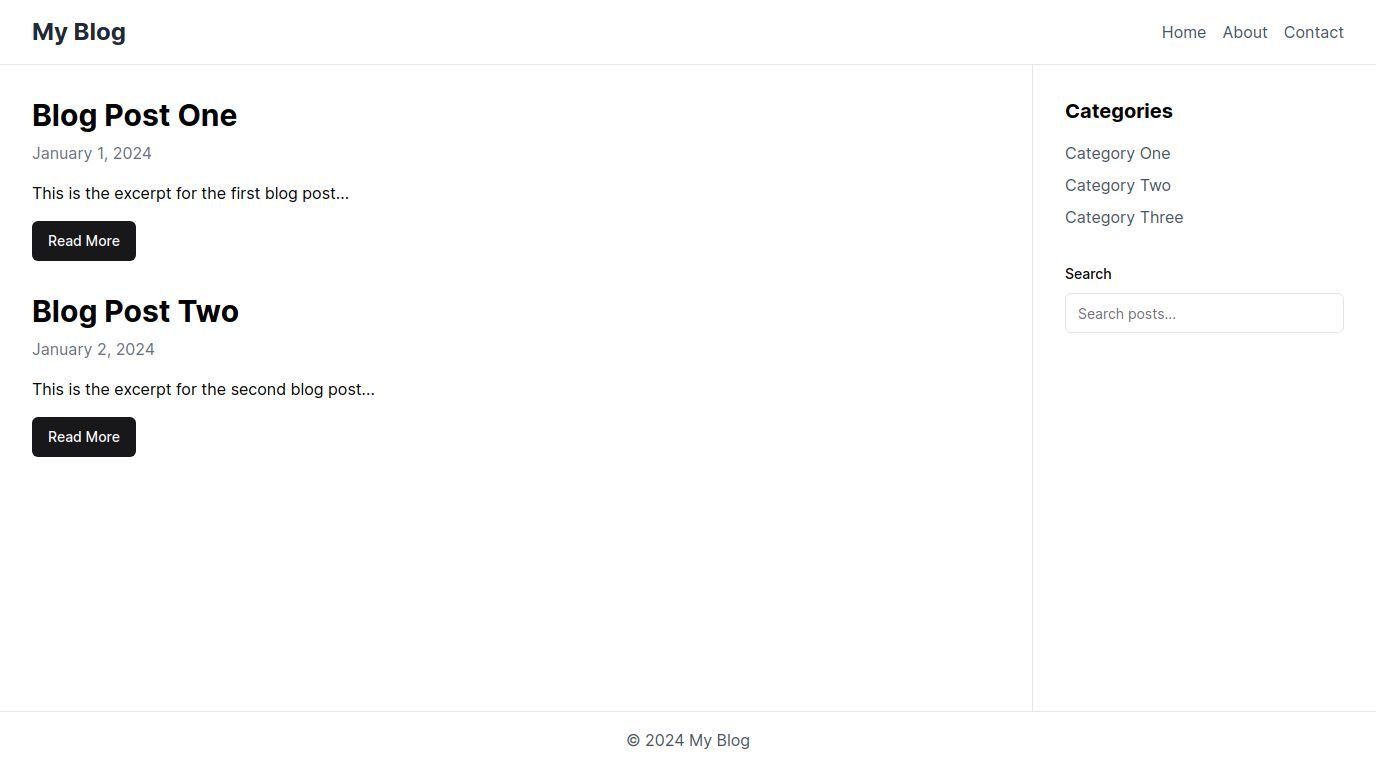 My Blog
Home About Contact
Blog Post One
January 1, 2024
This is the excerpt for the first blog post...
Read More
Blog Post Two
January 2, 2024
This is the excerpt for the second blog post...
Read More
Categories
Category One
Category Two
Category Three
Search
Search posts...
© 2024 My Blog